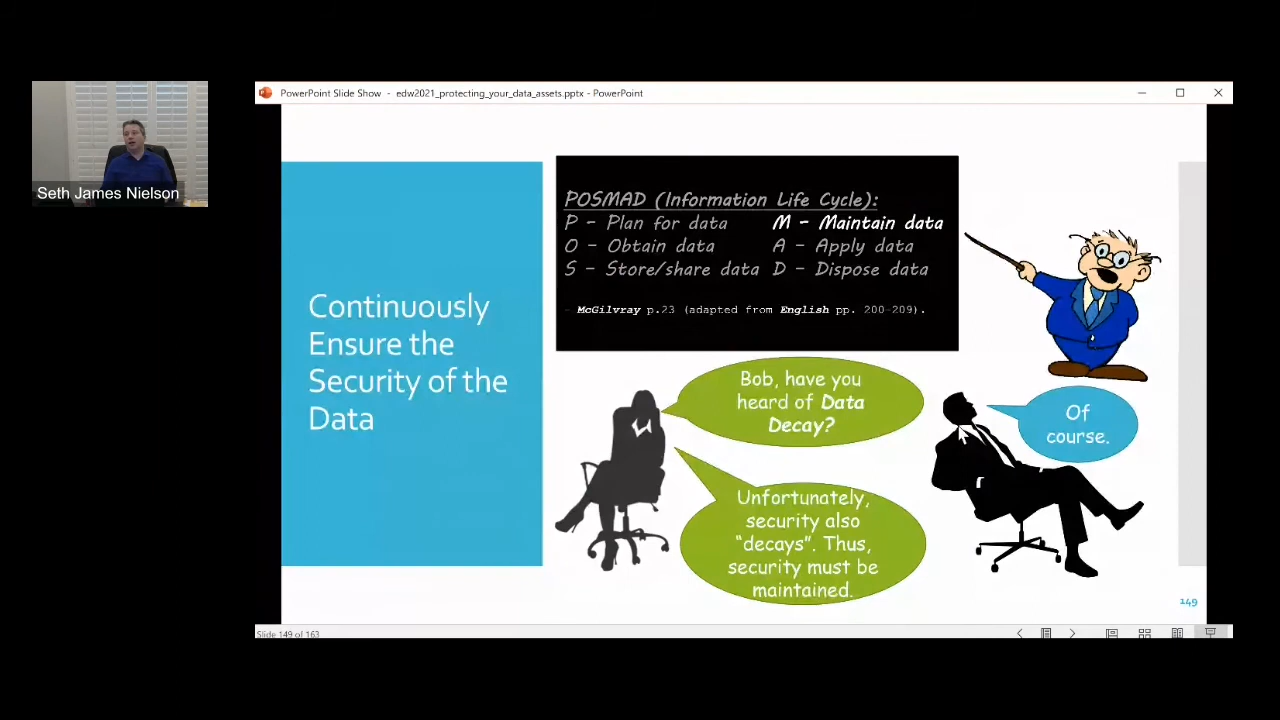 PowerPoint Slide Show - edw2021_protecting_your_data_assets.pptx - PowerPoint
Seth James Nielson
Continuously
Ensure the
Security of the
Data
POSMAD (Information Life Cycle):
P - Plan for data M - Maintain data
O - Obtain data A - Apply data
S - Store/share data D - Dispose data
- McGilvray p.23 (adapted from English pp. 200-209).
Bob, have you
heard of Data
Decay?
Of
course.
Unfortunately,
security also
"decays". Thus,
security must be
maintained.
149
Slide 149 of 163